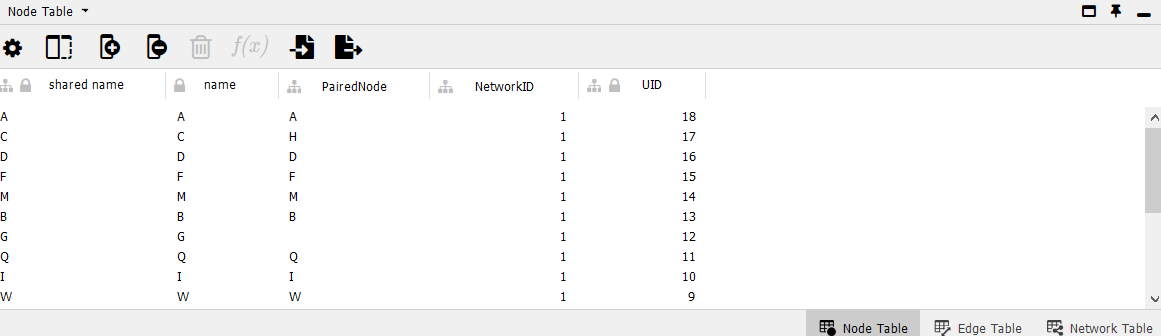 Node Table
f(x)
shared name name PairedNode NetworkID UID
A A A 1 18
C C H 1 17
D D D 1 16
F F F 1 15
M M M 1 14
B B B 1 13
G G 1 12
Q Q Q 1 11
I I I 1 10
W W W 1 9
Node Table Edge Table Network Table